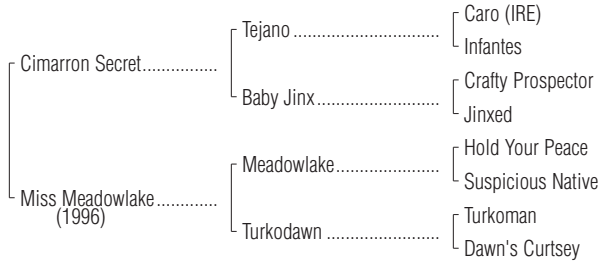 Caro (IRE)
Tejano
Infantes
Cimarron Secret
Crafty Prospector
Baby Jinx
Jinxed
Hold Your Peace
Meadowlake
Suspicious Native
Miss Meadowlake
(1996)
Turkoman
Turkodawn
Dawn's Curtsey